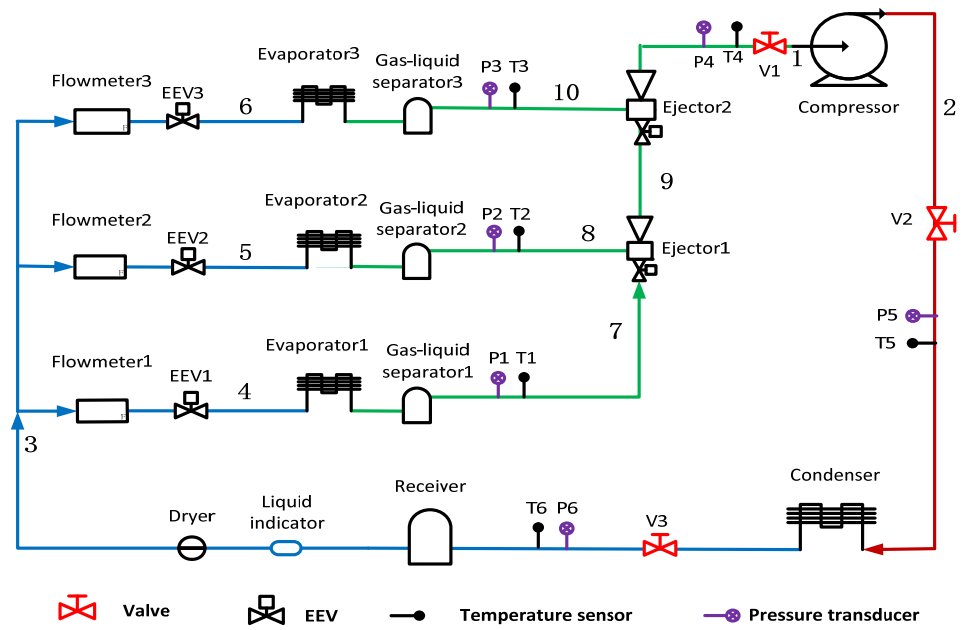 P4
T4
V1
1
Compressor
2
Evaporator3
Gas-liquid
separator3
Flowmeter3
EEV3
6
P3
T3
10
Ejector2
9
Evaporator2
Gas-liquid
separator2
Flowmeter2
EEV2
5
P2
T2
8
Ejector1
V2
7
P5
T5
Evaporator1
Gas-liquid
separator1
Flowmeter1
EEV1
4
P1
T1
3
Dryer
Liquid
indicator
Receiver
T6
P6
V3
Condenser
Valve
EEV
Temperature sensor
Pressure transducer